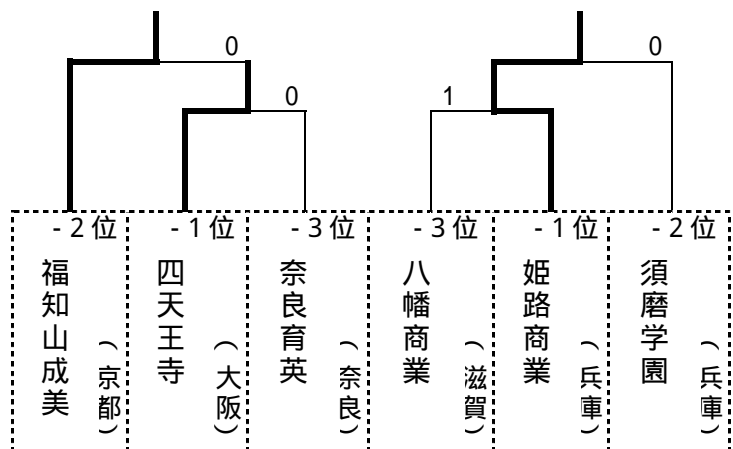 0
0
0
1
-2位
-1位
-3位
-3位
-1位
-2位
福知山成美
(京都)
四天王寺
(大阪)
奈良育英
(奈良)
八幡商業
(滋賀)
姫路商業
(兵庫)
須磨学園
(兵庫)